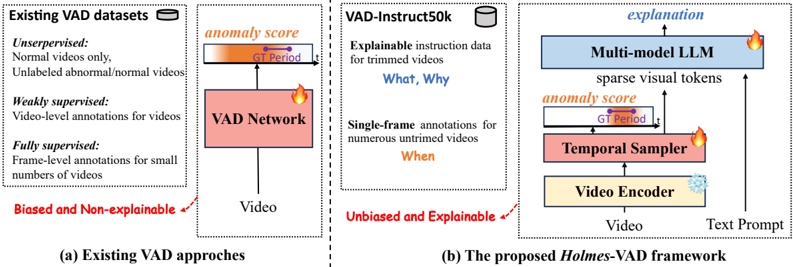 Existing VAD datasets
Unserpervised:
Normal videos only,
Unlabeled abnormal/normal videos
Weakly supervised:
Video-level annotations for videos
Fully supervised:
Frame-level annotations for small
numbers of videos
Biased and Non-explainable
anomaly score
GT Period
t
VAD Network
Video
(a) Existing VAD approches
VAD-Instruct50k
Explainable instruction data
for trimmed videos
What, Why
Single-frame annotations for
numerous untrimed videos
When
Unbiased and Explainable
explanation
Multi-model LLM
sparse visual tokens
anomaly score
GT Period
t
Temporal Sampler
Video Encoder
Video
Text Prompt
(b) The proposed Holmes-VAD framework